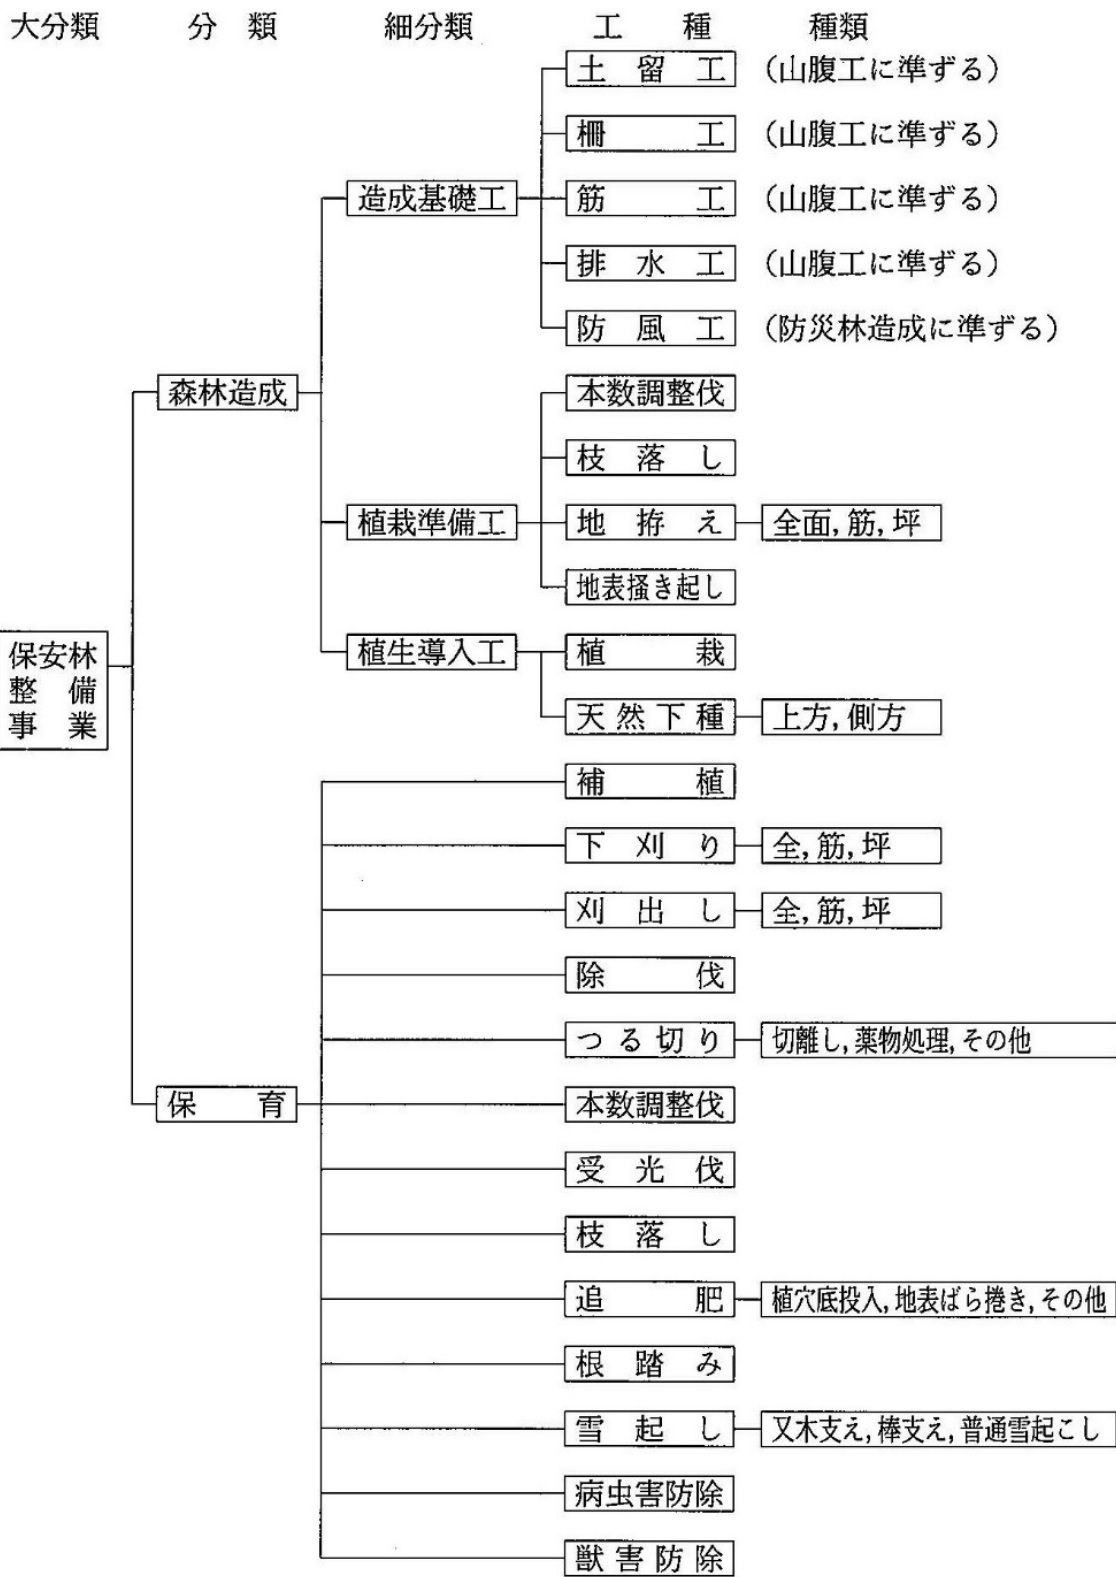 大分類 分類 細分類 工種 種類
土留工 (山腹工に準ずる)
柵工 (山腹工に準ずる)
造成基礎工 筋工 (山腹工に準ずる)
排水工 (山腹工に準ずる)
防風工 (防災林造成に準ずる)
森林造成 本数調整伐
枝落し
植栽準備工 地拵え 全面,筋,坪
地表掻き起し
保安林
整備
事業
植生導入工 植栽
天然下種 上方,側方
補植
下刈り 全,筋,坪
刈出し 全,筋,坪
除伐
つる切り 切離し,薬物処理,その他
保育 本数調整伐
受光伐
枝落し
追肥 植穴底投入,地表ばら捲き,その他
根踏み
雪起し 又木支え,棒支え,普通雪起こし
病虫害防除
獣害防除